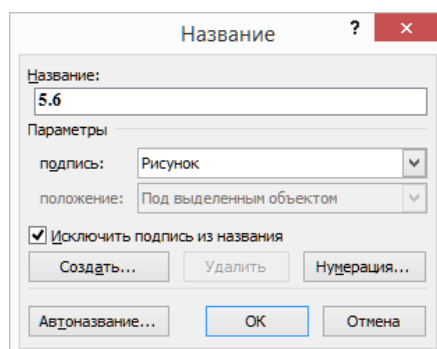 Название ? ×
Название:
5.6
Параметры
подпись: Рисунок
положение: Под выделенным объектом
Исключить подпись из названия
Создать... Удалить Нумерация...
Автоназвание... ОК Отмена